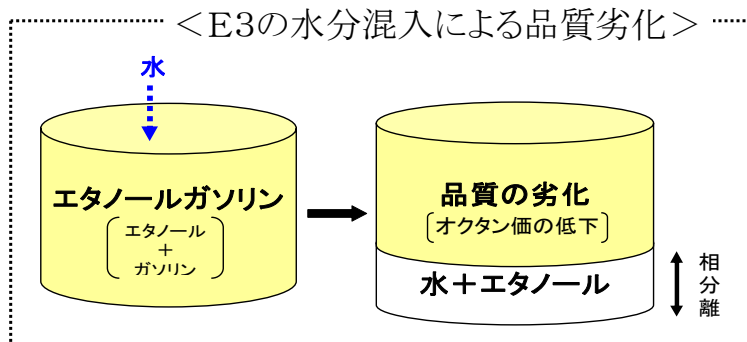 ＜E3の水分混入による品質劣化＞
水
エタノールガソリン
エタノール
＋
ガソリン
品質の劣化
オクタン価の低下
水＋エタノール
相分離